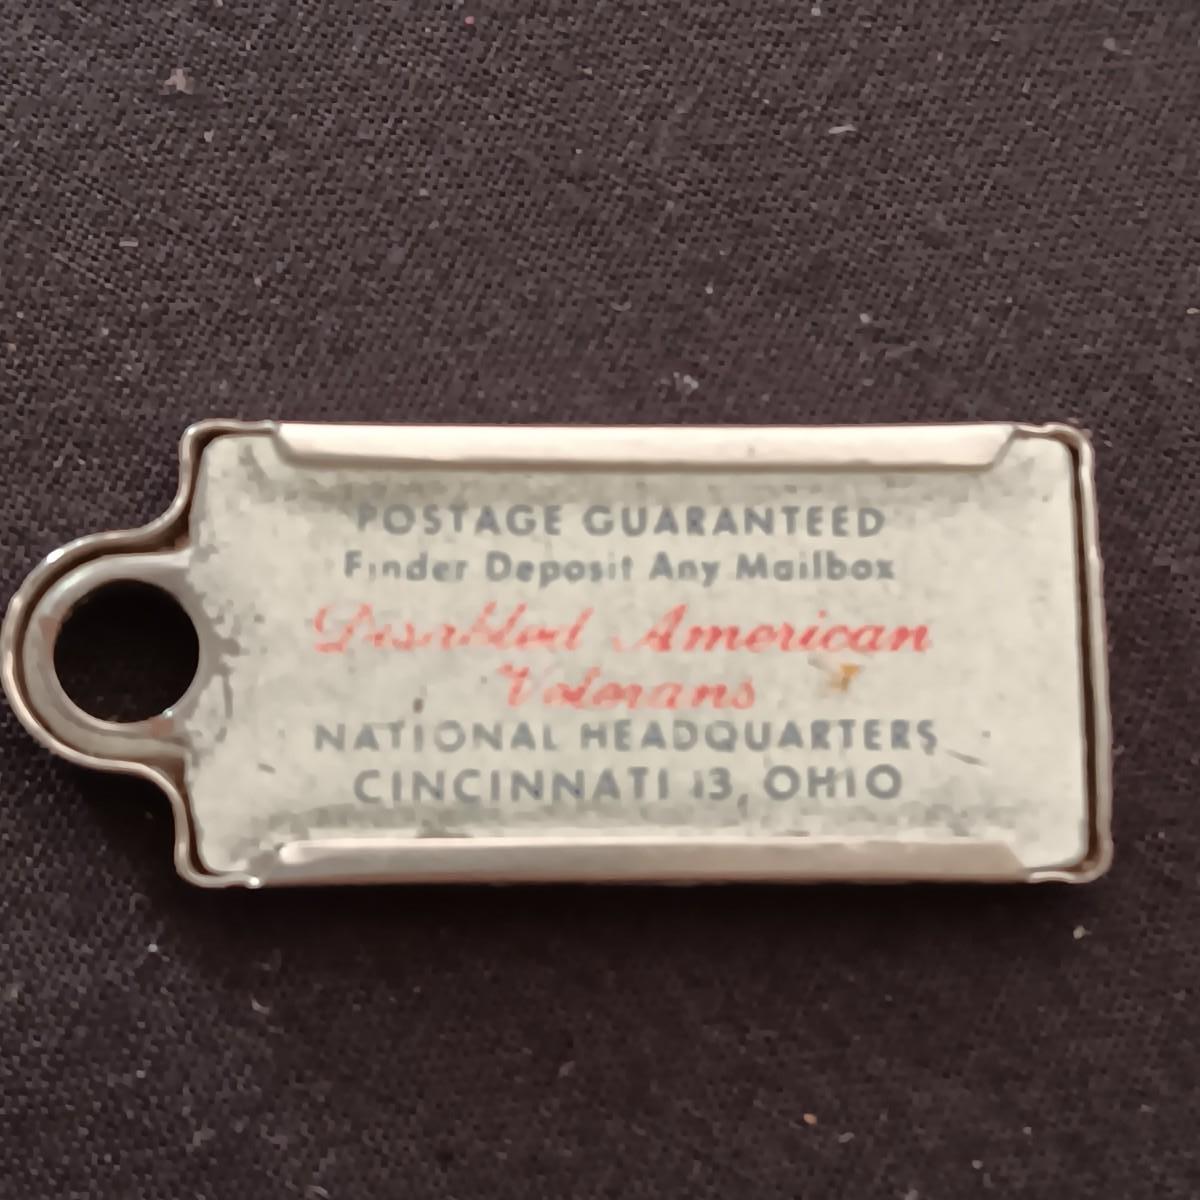 POSTAGE GUARANTEED
Finder Deposit Any Mailbox
Disabled American
Veterans
NATIONAL HEADQUARTERS
CINCINNATI 13, OHIO